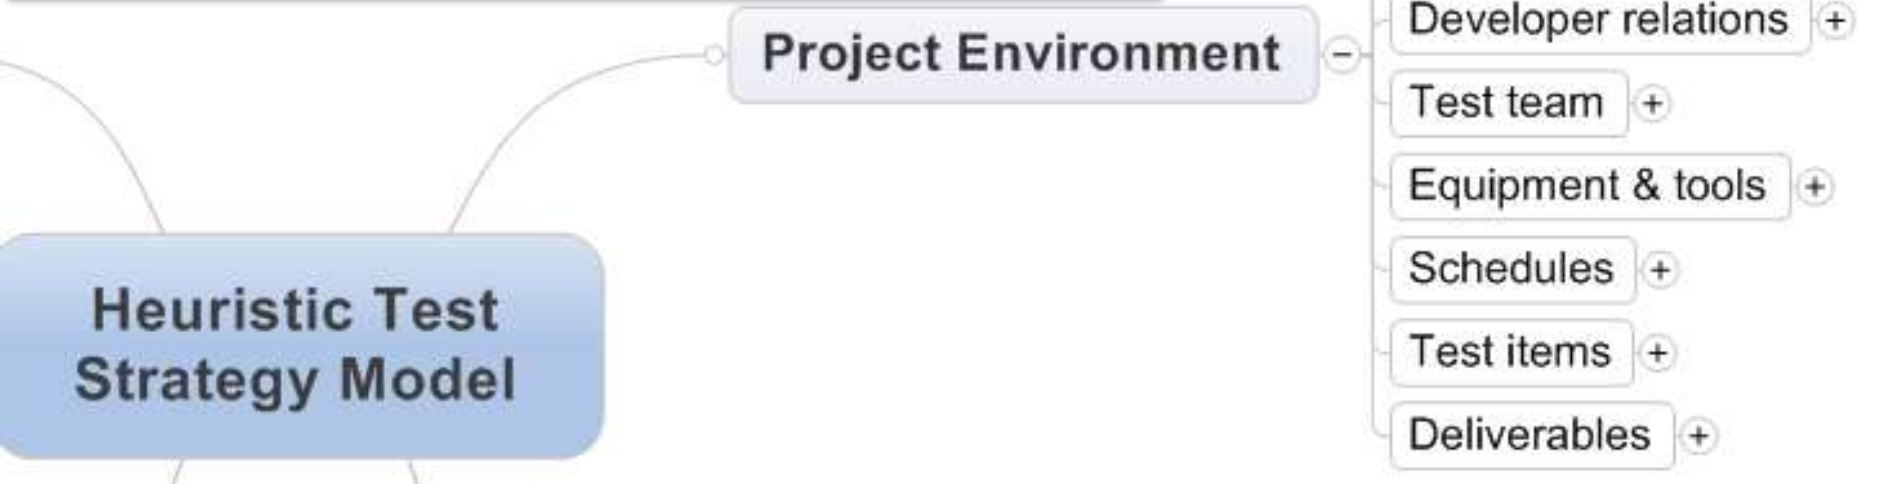 Project Environment
Developer relations
Test team
Equipment & tools
Schedules
Test items
Deliverables
Heuristic Test
Strategy Model